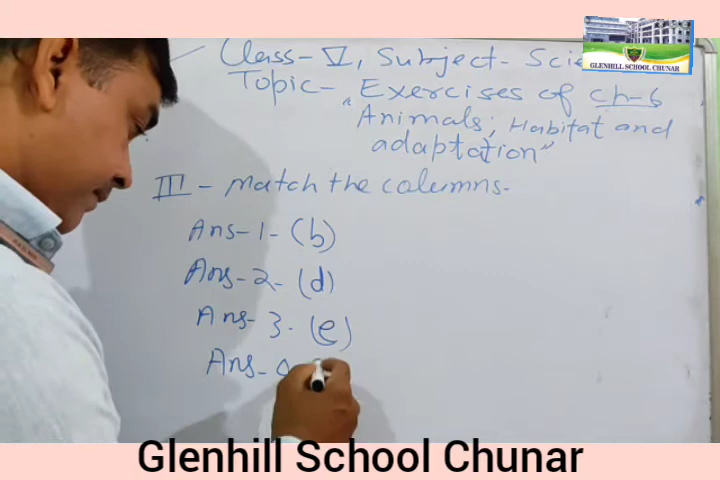 GLENHILL SCHOOL CHUNAR
Class-V, Subject- Sci
Topic- "Exercises of ch-6
Animals, Habitat and
adaptation"
III - Match the columns.
Ans-1-(b)
Ans-2-(d)
Ans-3-(e)
Ans-
Glenhill School Chunar